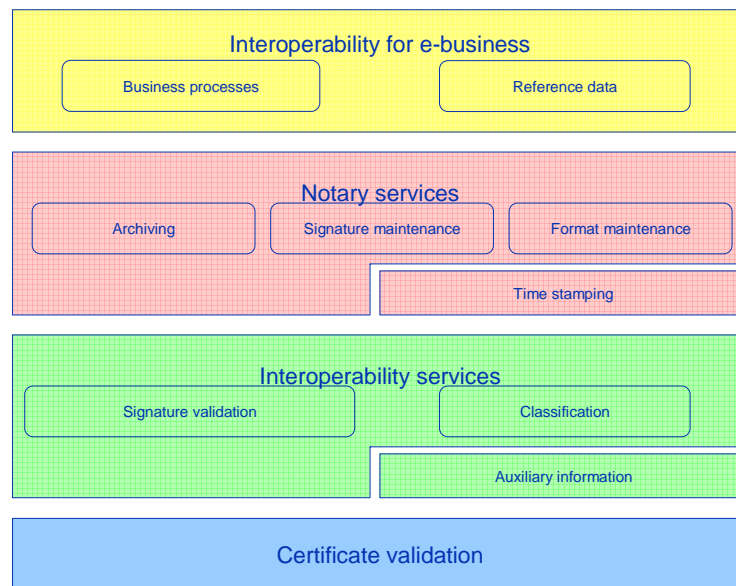 Interoperability for e-business
Business processes
Reference data
Notary services
Archiving
Signature maintenance
Format maintenance
Time stamping
Interoperability services
Signature validation
Classification
Auxiliary information
Certificate validation